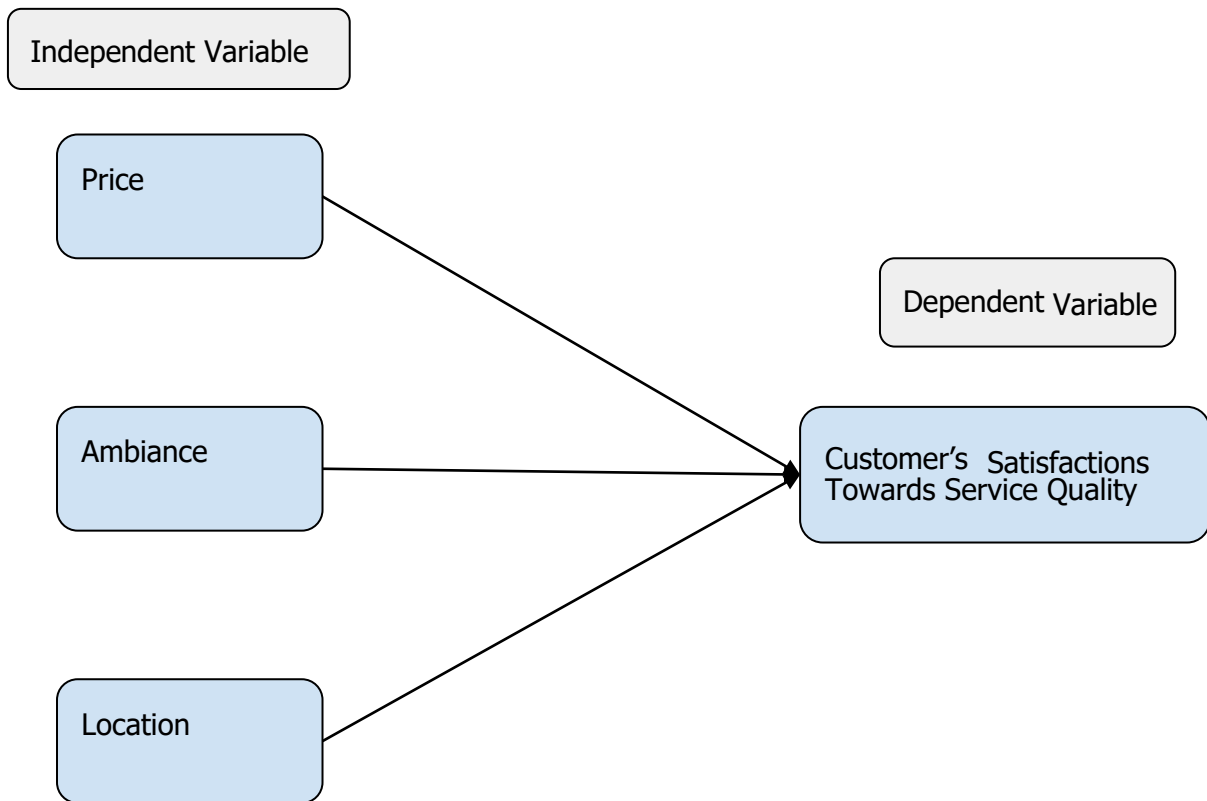 Independent Variable
Price
Dependent Variable
Ambiance
Customer’s Satisfactions
Towards Service Quality
Location